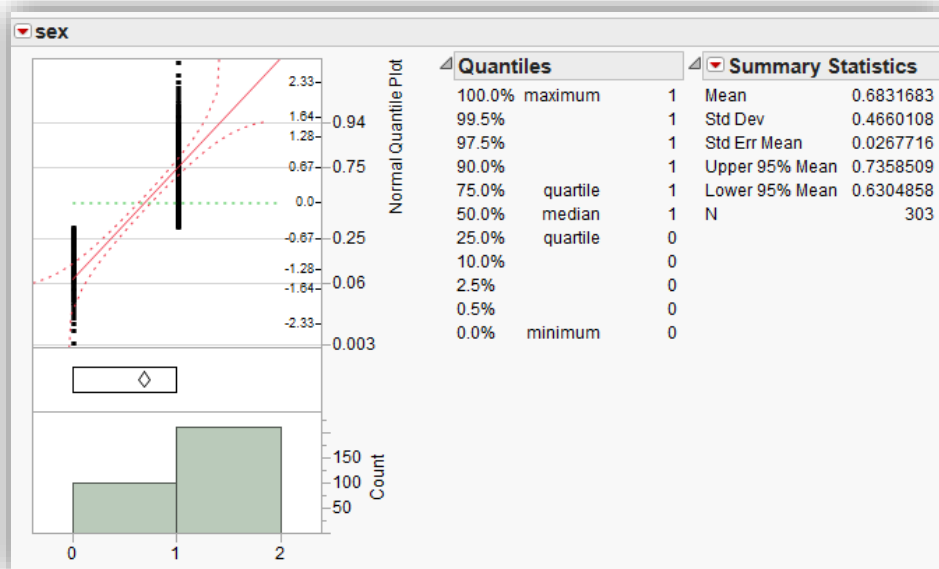 sex
2.33
1.64
1.28
0.67
0.0
-0.67
-1.28
-1.64
-2.33
0.94
0.75
0.25
0.06
0.003
Normal Quantile Plot
150
100
50
Count
0 1 2
Quantiles
100.0% maximum 1
99.5% 1
97.5% 1
90.0% 1
75.0% quartile 1
50.0% median 1
25.0% quartile 0
10.0% 0
2.5% 0
0.5% 0
0.0% minimum 0
Summary Statistics
Mean 0.6831683
Std Dev 0.4660108
Std Err Mean 0.0267716
Upper 95% Mean 0.7358509
Lower 95% Mean 0.6304858
N 303